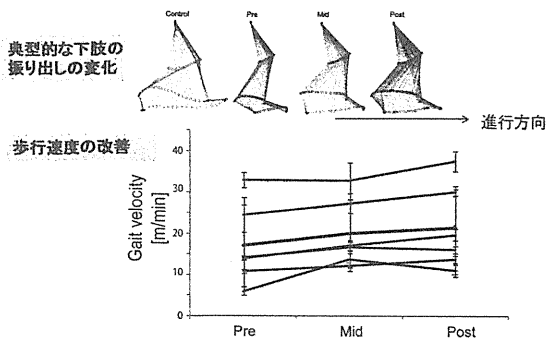 Control Pre Mid Post
典型的な下肢の
振り出しの変化
進行方向
歩行速度の改善
Gait velocity
[m/min]
40
30
20
10
0
Pre Mid Post